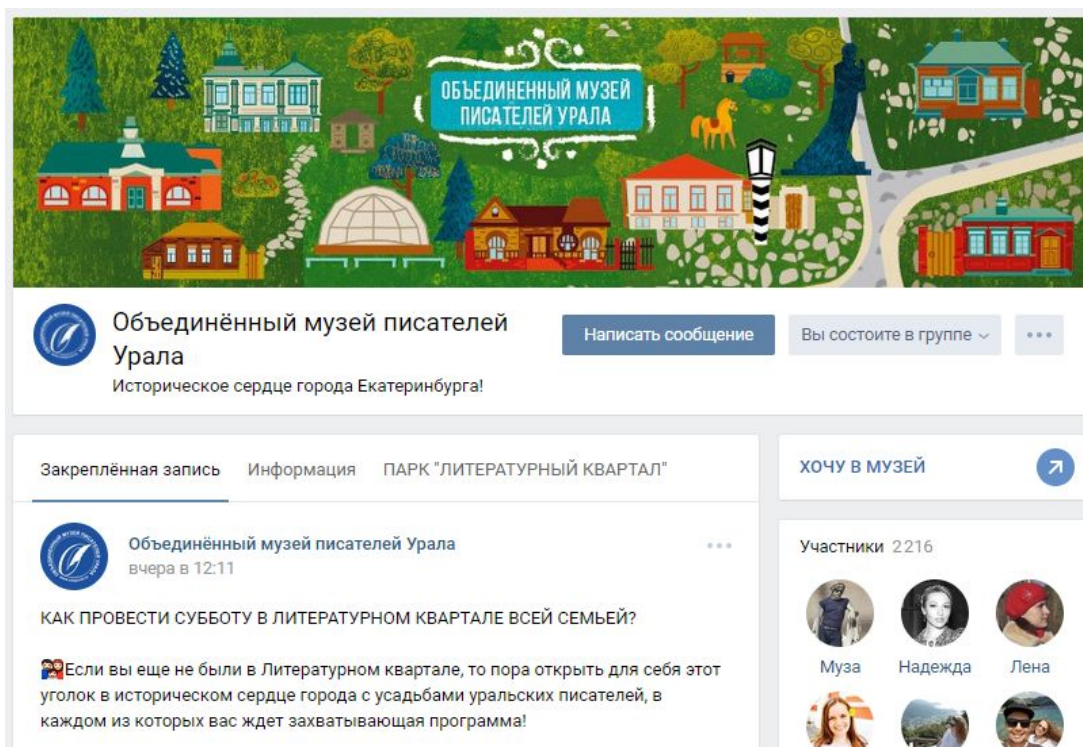 ОБЪЕДИНЕННЫЙ МУЗЕЙ
ПИСАТЕЛЕЙ УРАЛА
Объединённый музей писателей
Урала
Историческое сердце города Екатеринбурга!
Написать сообщение
Вы состоите в группе
Закреплённая запись
Информация
ПАРК "ЛИТЕРАТУРНЫЙ КВАРТАЛ"
Объединённый музей писателей Урала
вчера в 12:11
КАК ПРОВЕСТИ СУББОТУ В ЛИТЕРАТУРНОМ КВАРТАЛЕ ВСЕЙ СЕМЬЕЙ?
Если вы еще не были в Литературном квартале, то пора открыть для себя этот
уголок в историческом сердце города с усадьбами уральских писателей, в
каждом из которых вас ждет захватывающая программа!
ХОЧУ В МУЗЕЙ
Участники 2216
Муза
Надежда
Лена